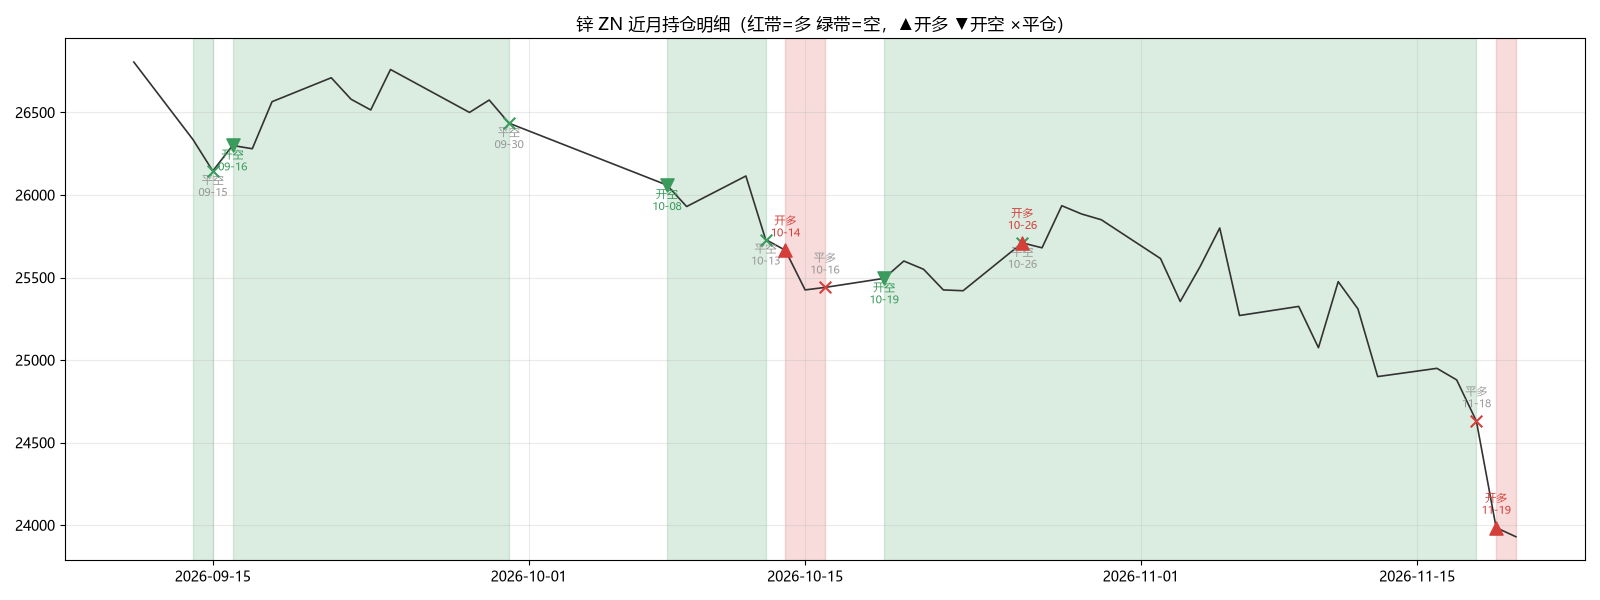 锌 ZN 近月持仓明细（红带=多 绿带=空，▲开多 ▼开空 ×平仓）
26500
26000
25500
25000
24500
24000
平空
09-15
开空
09-16
平空
09-30
开空
10-08
平空
10-13
开多
10-14
平多
10-16
开空
10-19
开多
10-26
平空
10-26
平多
11-18
开多
11-19
2026-09-15
2026-10-01
2026-10-15
2026-11-01
2026-11-15